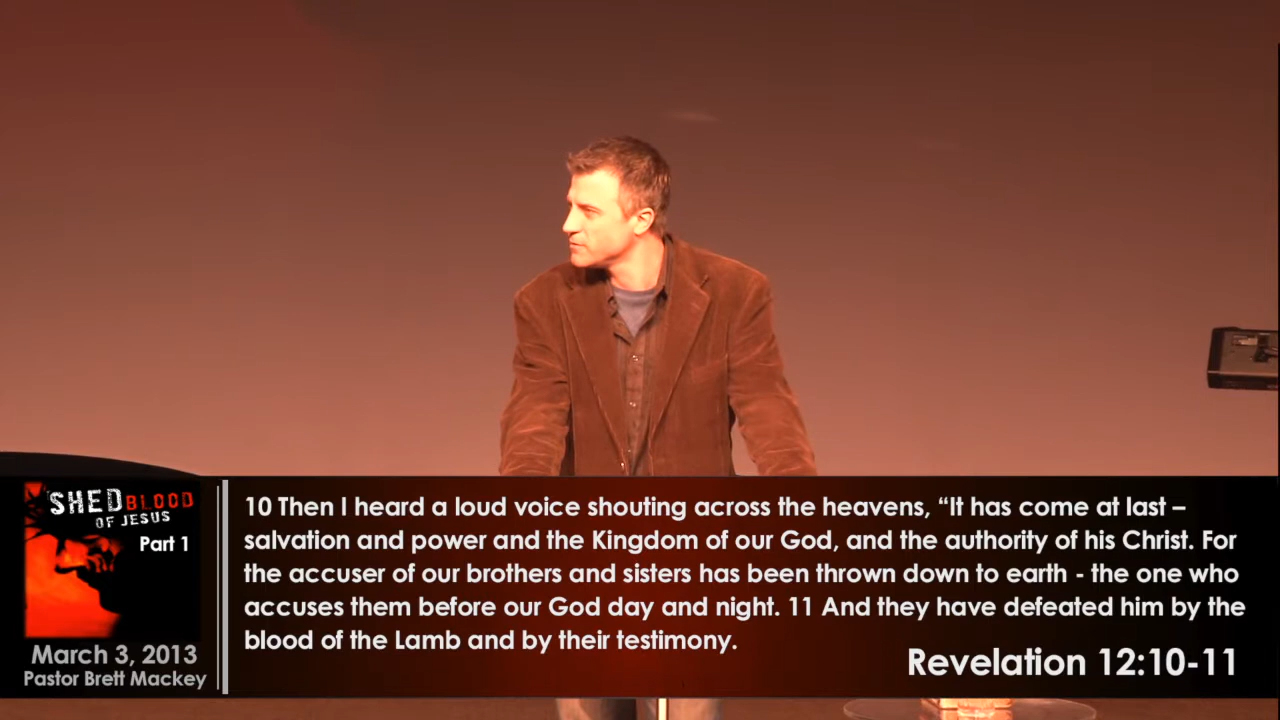 SHED BLOOD
OF JESUS
Part 1
March 3, 2013
Pastor Brett Mackey
10 Then I heard a loud voice shouting across the heavens, “It has come at last –
salvation and power and the Kingdom of our God, and the authority of his Christ. For
the accuser of our brothers and sisters has been thrown down to earth - the one who
accuses them before our God day and night. 11 And they have defeated him by the
blood of the Lamb and by their testimony.
Revelation 12:10-11